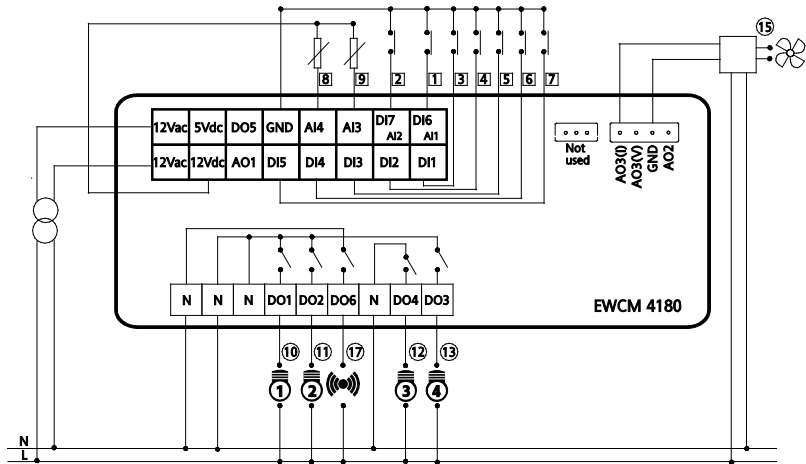 15
8 9 2 1 3 4 5 6 7
12Vac 5Vdc DO5 GND AI4 AI3 DI7 AI2 DI6 AI1
12Vac 12Vdc AO1 DI5 DI4 DI3 DI2 DI1
Not used
AO3(I) AO3(V) GND AO2
N N N DO1 DO2 DO6 N DO4 DO3
EWCM 4180
10 11 17 12 13
1 2 3 4
N
L